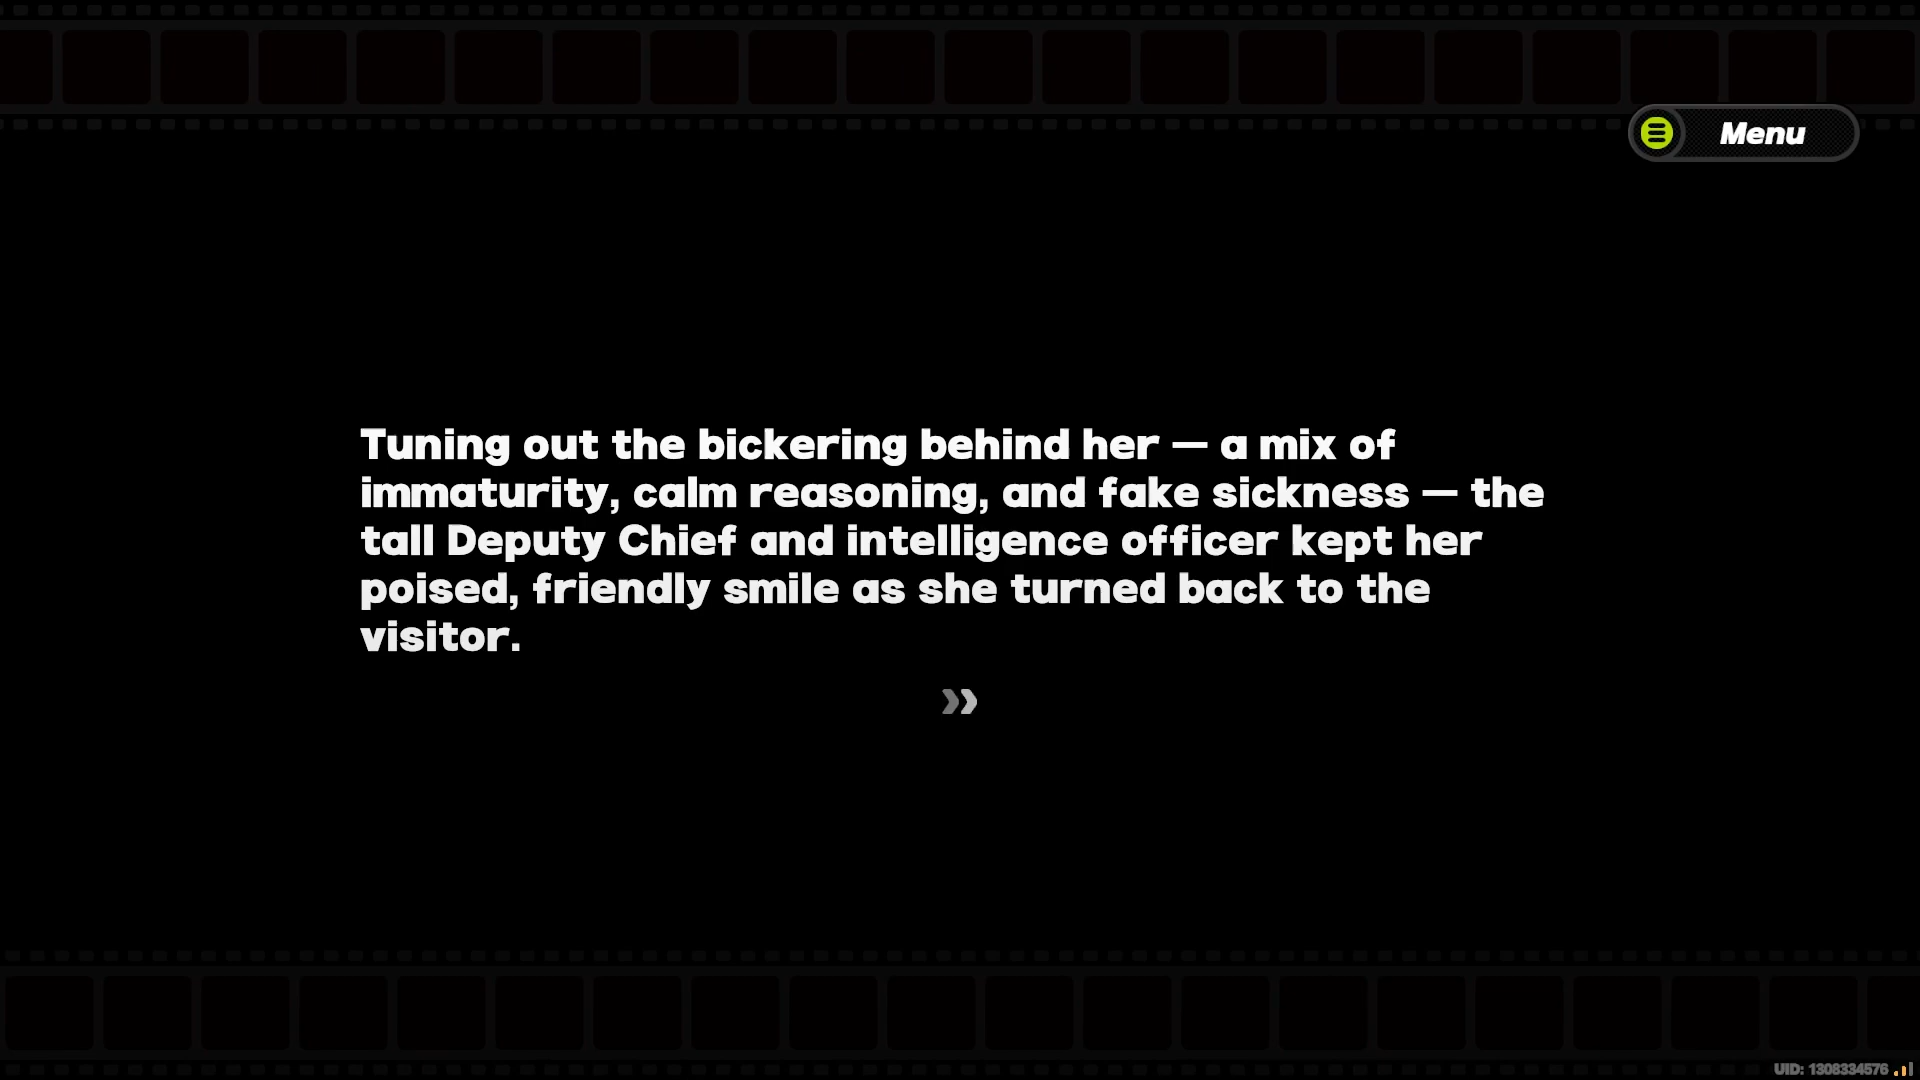 Menu
Tuning out the bickering behind her — a mix of
immaturity, calm reasoning, and fake sickness — the
tall Deputy Chief and intelligence officer kept her
poised, friendly smile as she turned back to the
visitor.
UID: 1308334576